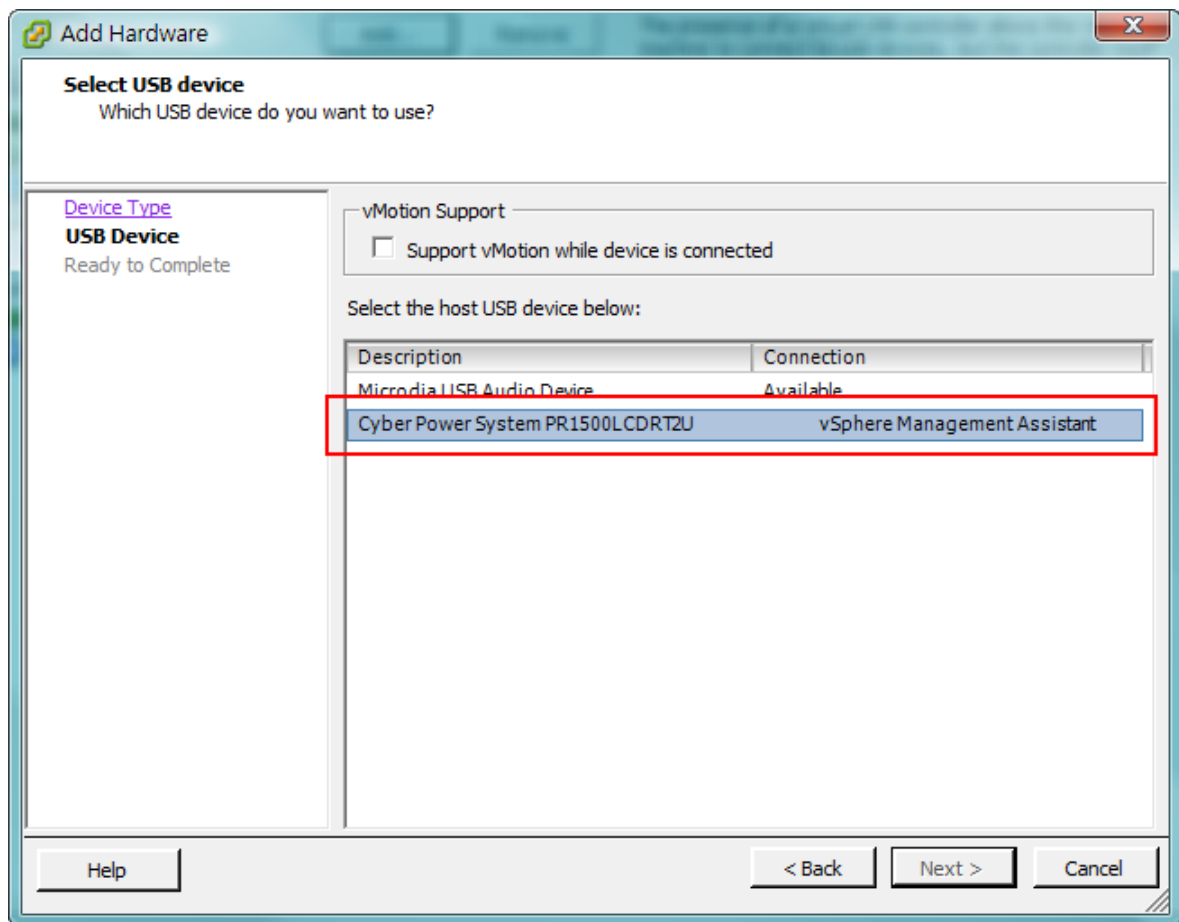 Add Hardware
Select USB device
Which USB device do you want to use?
Device Type
USB Device
Ready to Complete
vMotion Support
Support vMotion while device is connected
Select the host USB device below:
Description Connection
Microdia USB Audio Device Available
Cyber Power System PR1500LCDRT2U vSphere Management Assistant
Help < Back Next > Cancel